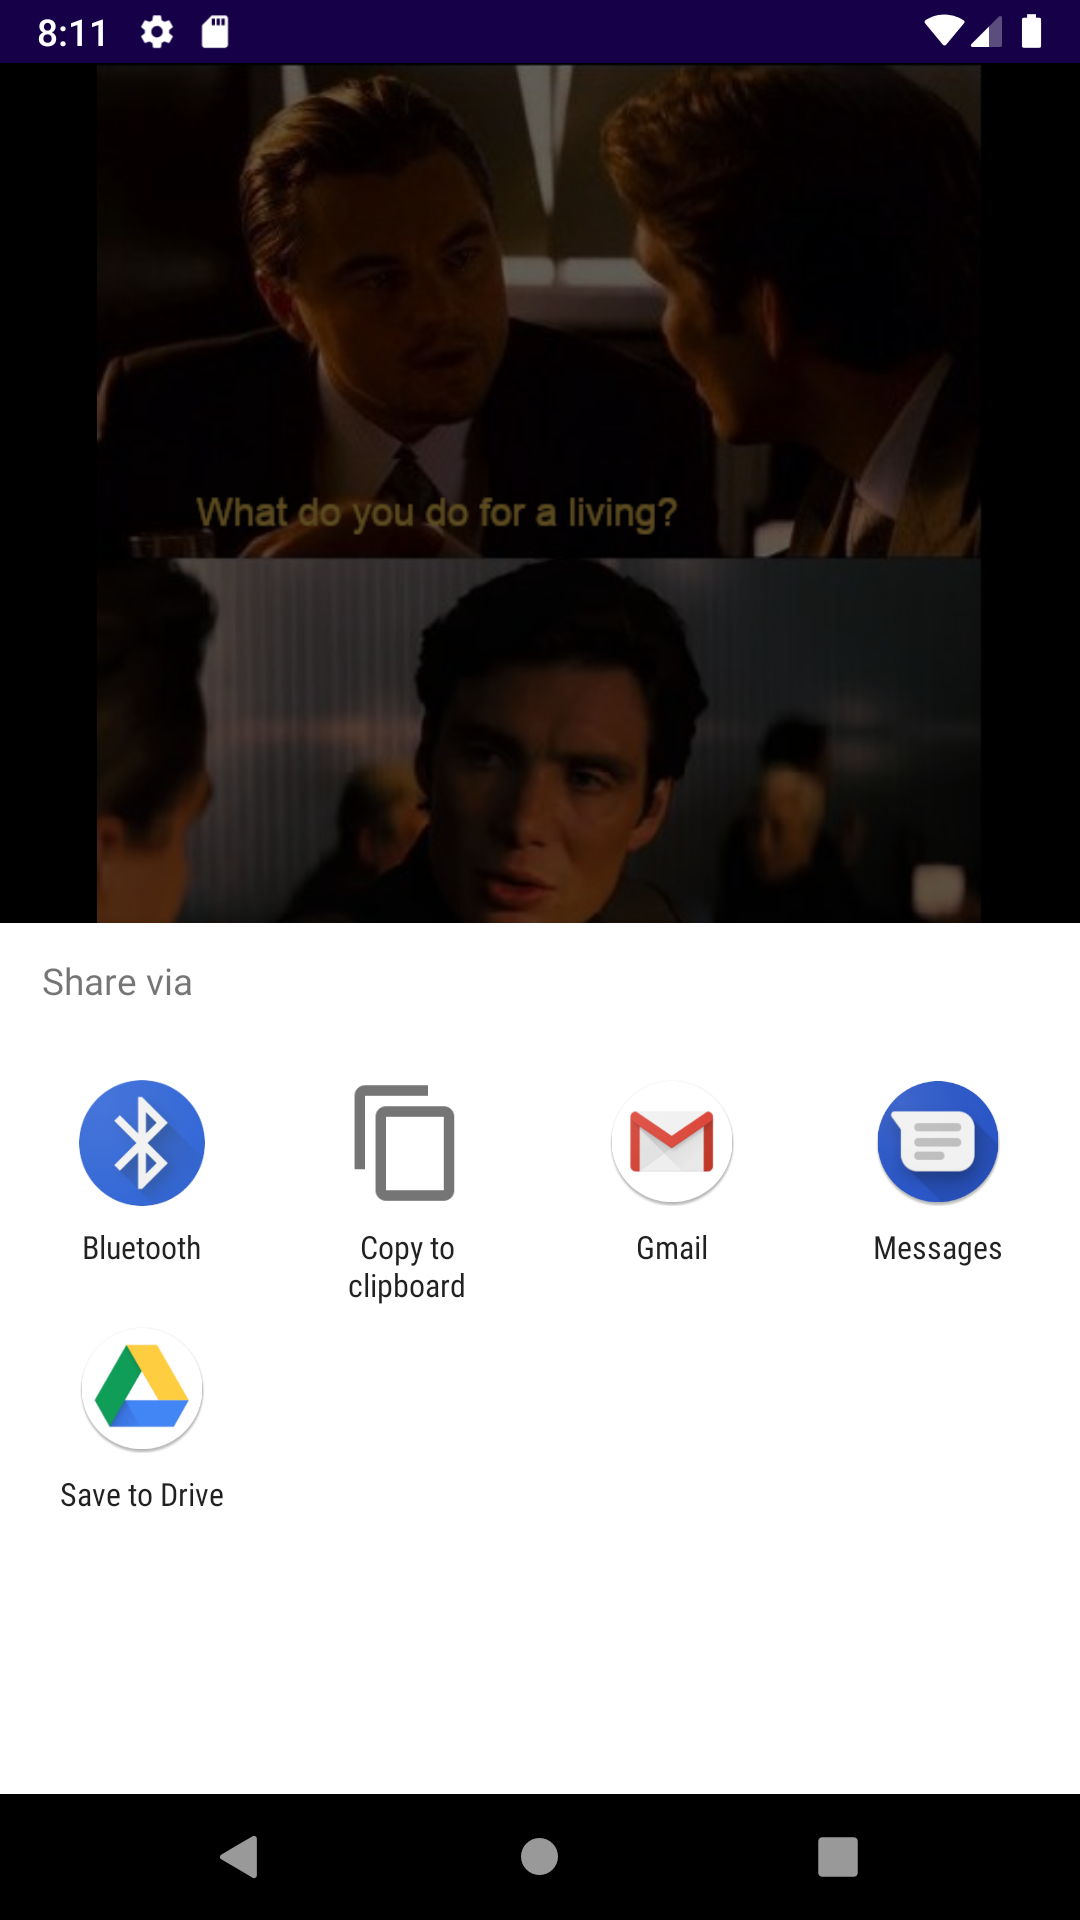 8:11
What do you do for a living?
Share via
Bluetooth
Copy to
clipboard
Gmail
Messages
Save to Drive